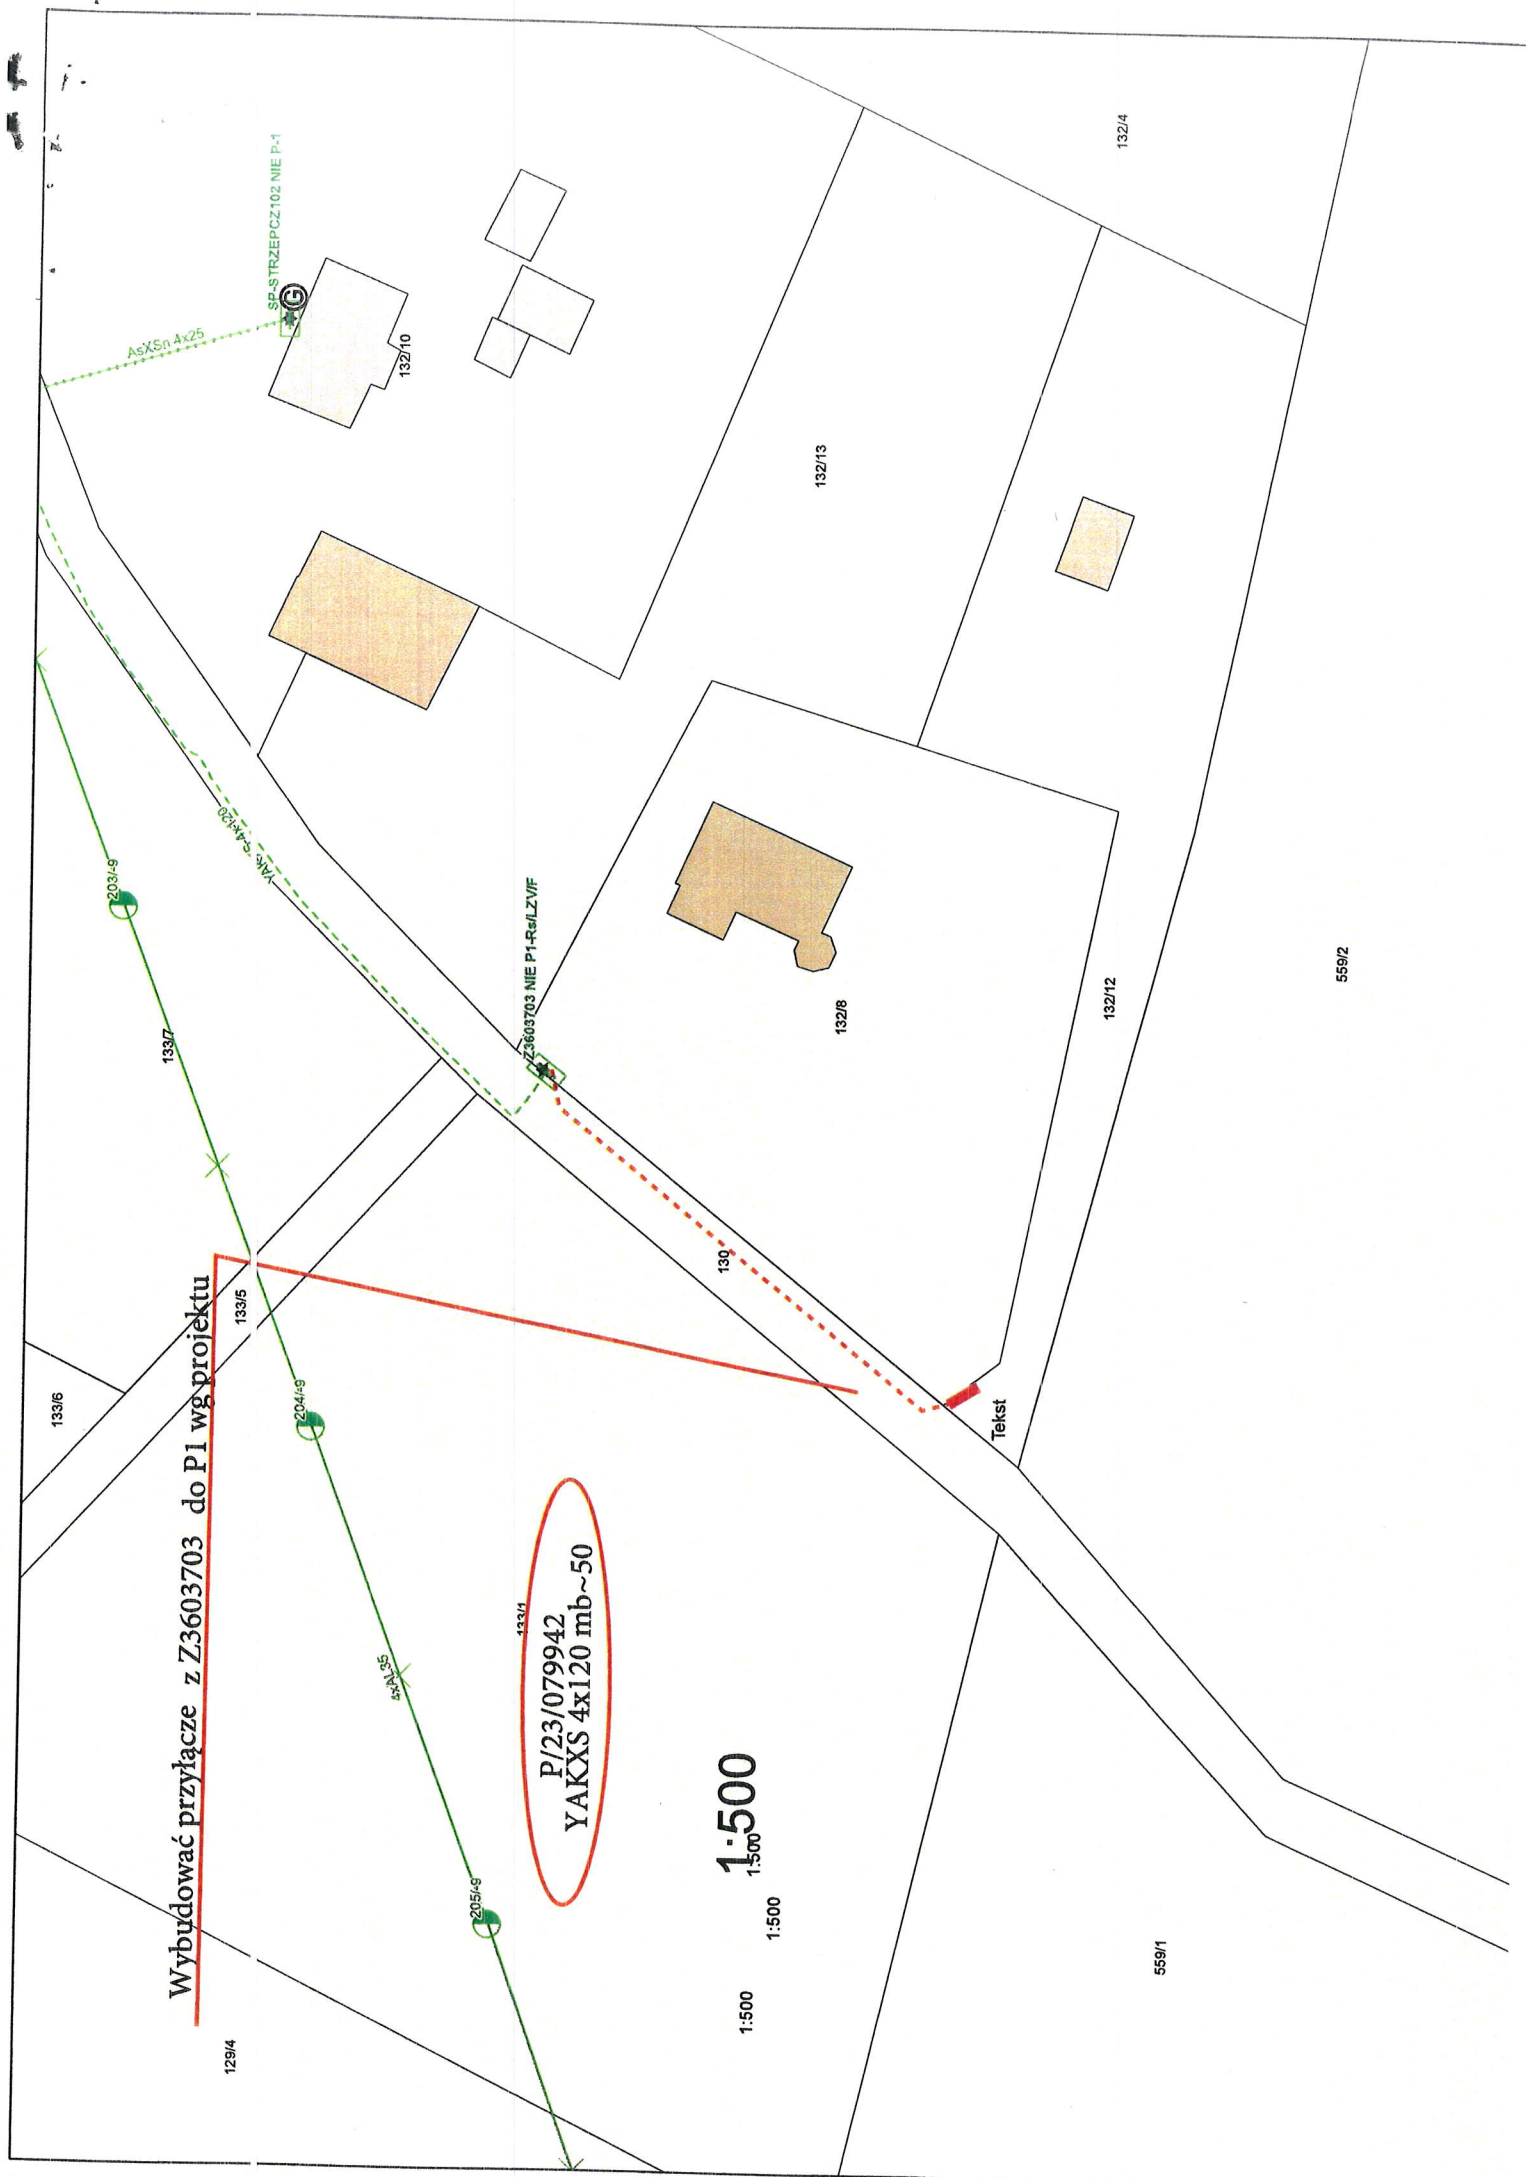 Wybudować przyłącze z Z3603703 do P1 wg projektu
P/23/079942
YAKXS 4x120 mb~50
1:500
1:500
1:500
1:500
129/4
133/6
133/5
133/7
133/1
203/-9
204/-9
205/-9
4xAL35
AsXSn 4x25
SP-STRZEPCZ102 NIE P-1
Z3603703 NIE P1-Rs/LZV/F
G
132/10
132/13
132/4
132/8
132/12
130
Tekst
559/2
559/1